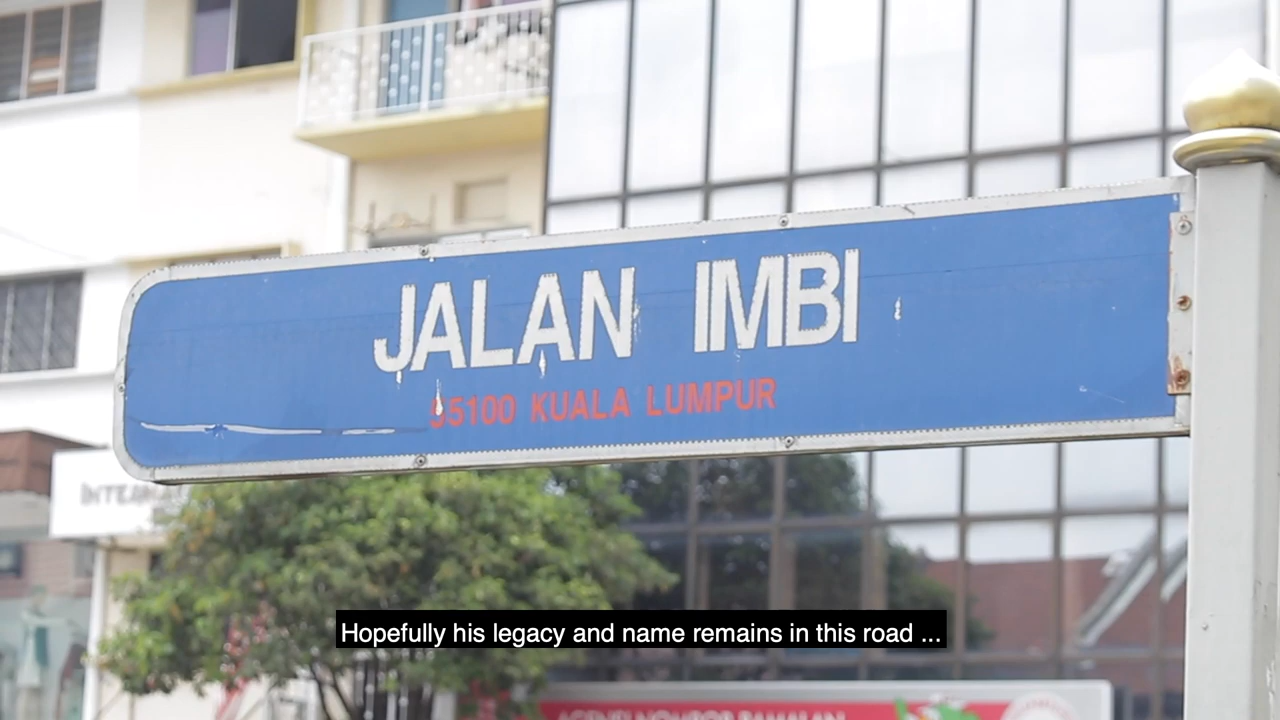 JALAN IMBI
55100 KUALA LUMPUR
Hopefully his legacy and name remains in this road ...